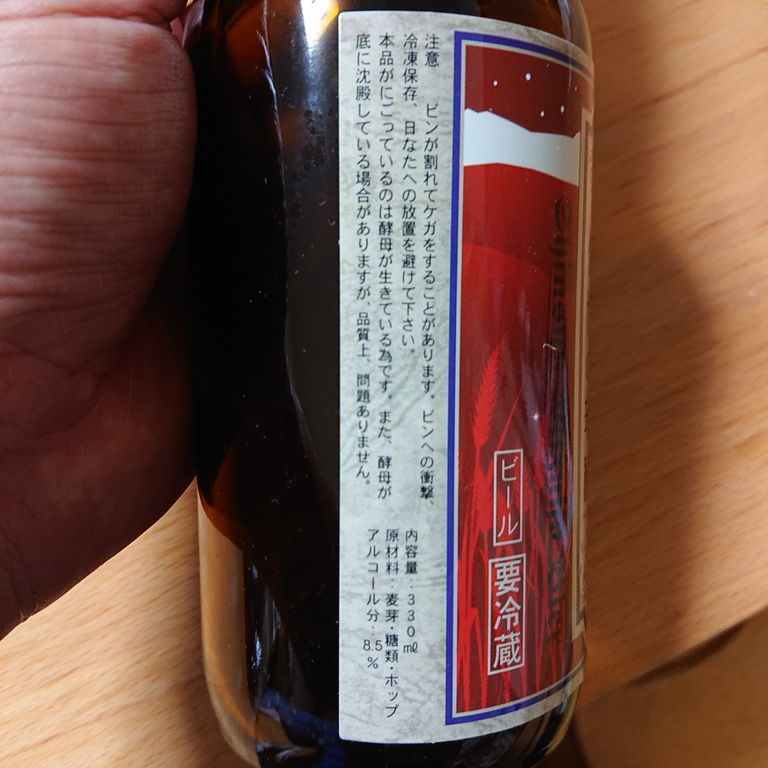 注意　ビンが割れてケガをすることがあります。ビンへの衝撃、
冷凍保存、日なたへの放置を避けて下さい。
本品がにごっているのは酵母が生きている為です。また、酵母が
底に沈殿している場合がありますが、品質上、問題ありません。
内容量:330㎖
原材料:麦芽・糖類・ホップ
アルコール分:8.5%
ビール
要冷蔵